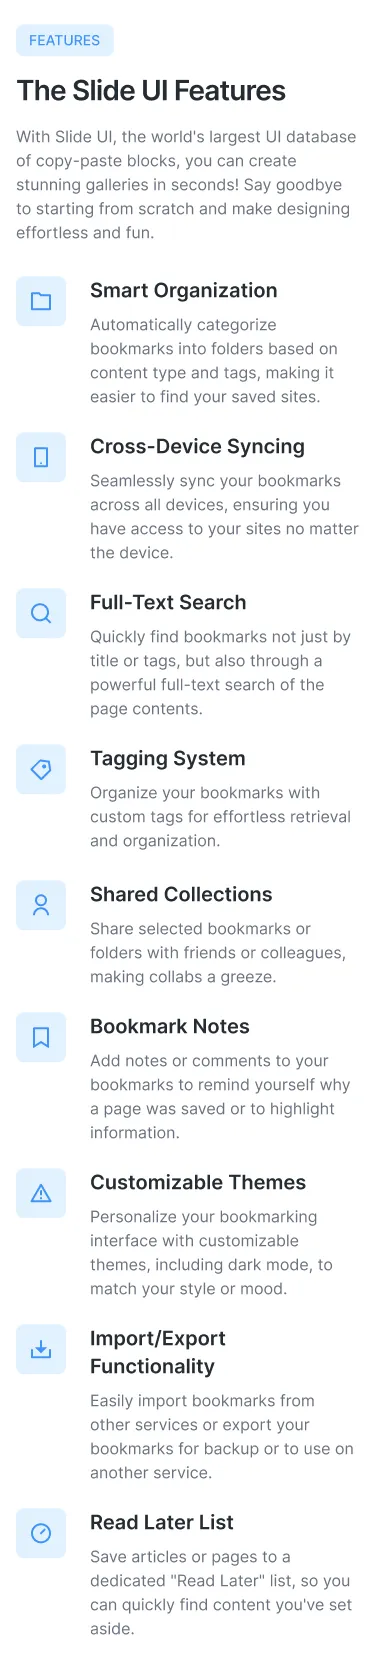 FEATURES
The Slide UI Features
With Slide UI, the world's largest UI database
of copy-paste blocks, you can create
stunning galleries in seconds! Say goodbye
to starting from scratch and make designing
effortless and fun.
Smart Organization
Automatically categorize
bookmarks into folders based on
content type and tags, making it
easier to find your saved sites.
Cross-Device Syncing
Seamlessly sync your bookmarks
across all devices, ensuring you
have access to your sites no matter
the device.
Full-Text Search
Quickly find bookmarks not just by
title or tags, but also through a
powerful full-text search of the
page contents.
Tagging System
Organize your bookmarks with
custom tags for effortless retrieval
and organization.
Shared Collections
Share selected bookmarks or
folders with friends or colleagues,
making collabs a greeze.
Bookmark Notes
Add notes or comments to your
bookmarks to remind yourself why
a page was saved or to highlight
information.
Customizable Themes
Personalize your bookmarking
interface with customizable
themes, including dark mode, to
match your style or mood.
Import/Export
Functionality
Easily import bookmarks from
other services or export your
bookmarks for backup or to use on
another service.
Read Later List
Save articles or pages to a
dedicated "Read Later" list, so you
can quickly find content you've set
aside.